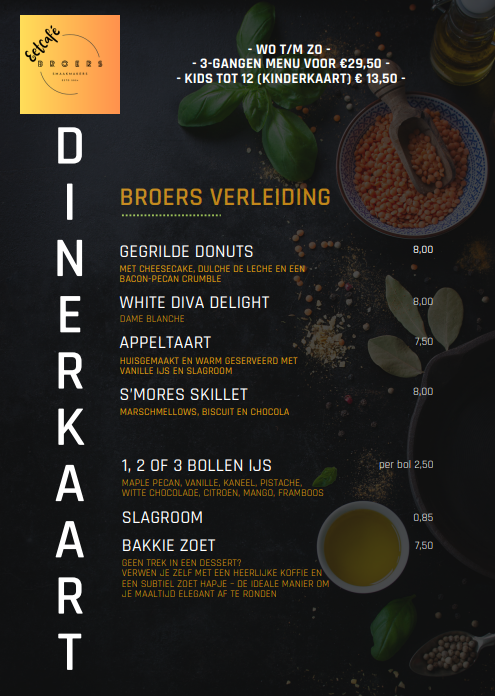 EetCafé
BROERS
SMAAKMAKERS
- WO T/M ZO -
- 3-GANGEN MENU VOOR €29,50 -
- KIDS TOT 12 (KINDERKAART) € 13,50 -
DINERKAART
BROERS VERLEIDING
GEGRILDE DONUTS 8,00
MET CHEESECAKE, DULCHE DE LECHE EN EEN
BACON-PECAN CRUMBLE
WHITE DIVA DELIGHT 8,00
DAME BLANCHE
APPELTAART 7,50
HUISGEMAAKT EN WARM GESERVEERD MET
VANILLE IJS EN SLAGROOM
S'MORES SKILLET 8,00
MARSCHMELLOWS, BISCUIT EN CHOCOLA
1, 2 OF 3 BOLLEN IJS per bol 2,50
MAPLE PECAN, VANILLE, KANEEL, PISTACHE,
WITTE CHOCOLADE, CITROEN, MANGO, FRAMBOOS
SLAGROOM 0,85
BAKKIE ZOET 7,50
GEEN TREK IN EEN DESSERT?
VERWEN JE ZELF MET EEN HEERLIJKE KOFFIE EN
EEN SUBTIEL ZOET HAPJE – DE IDEALE MANIER OM
JE MAALTIJD ELEGANT AF TE RONDEN